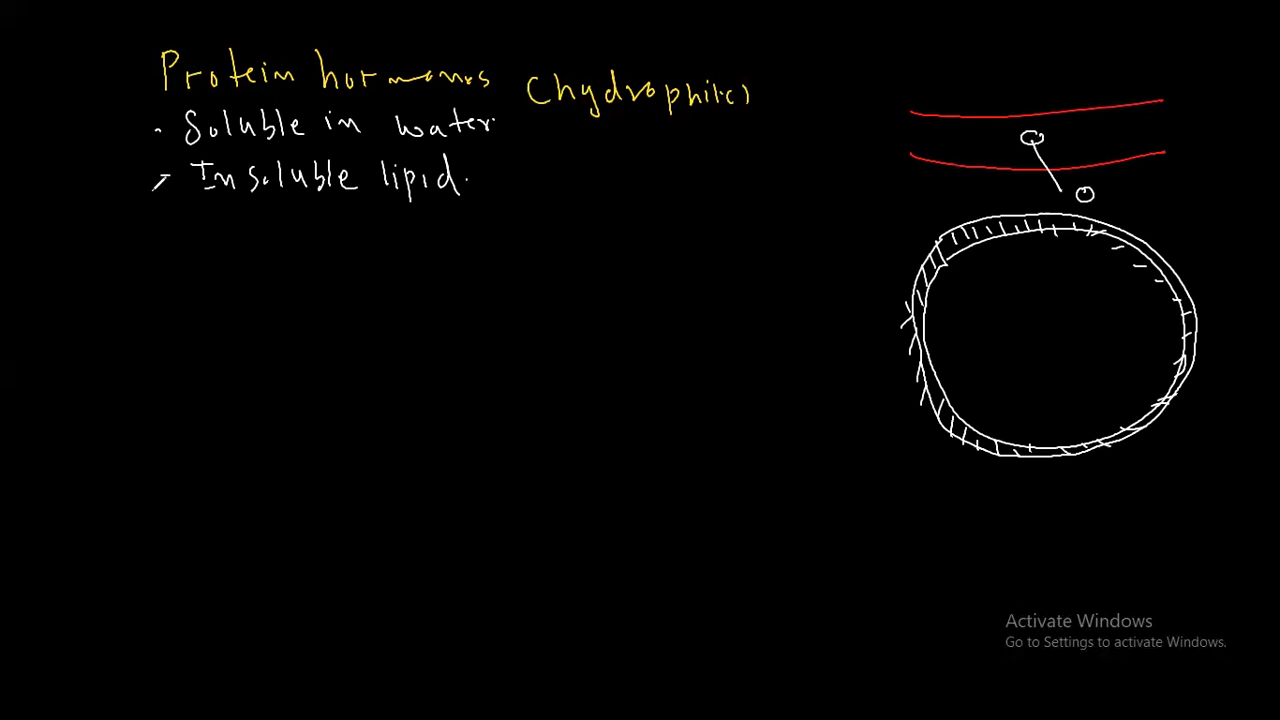 Protein hormones (hydrophilic)
. Soluble in water.
- Insoluble lipid.
Activate Windows
Go to Settings to activate Windows.